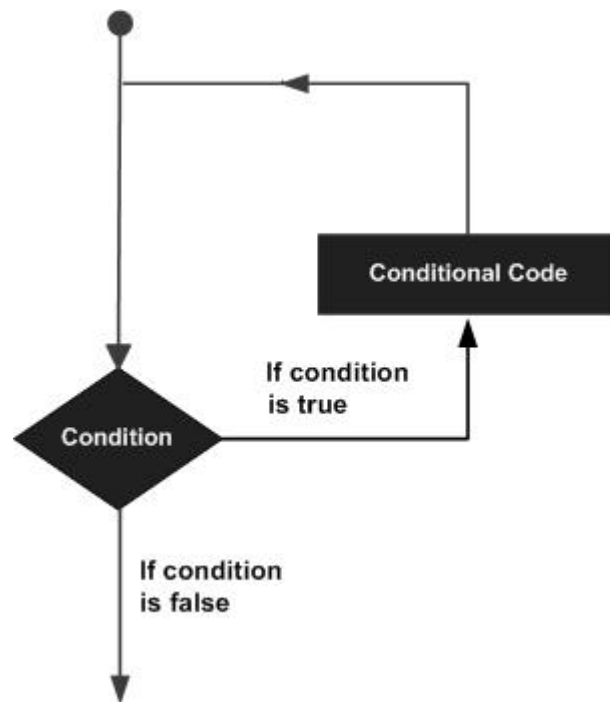 Conditional Code
If condition
is true
Condition
If condition
is false